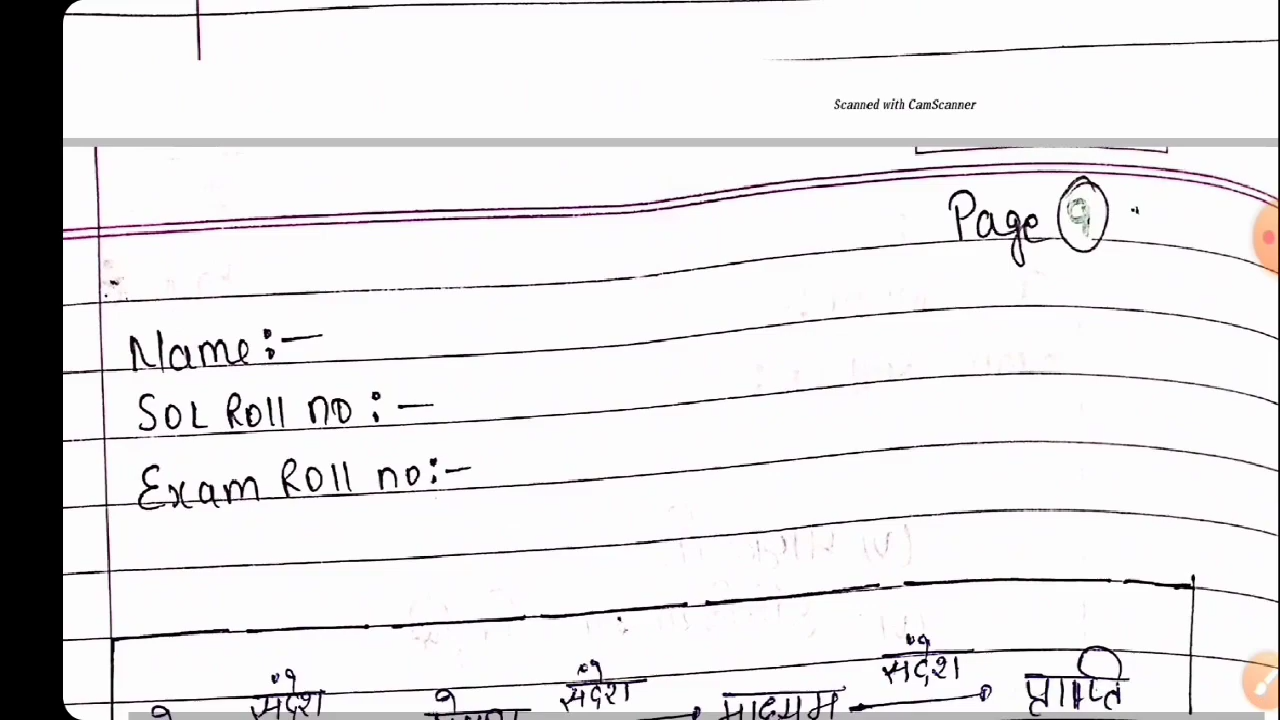 Scanned with CamScanner
Page 9
Name :-
SOL Roll no :-
Exam Roll no :-
संदेश संदेश माध्यम संदेश प्राप्ति